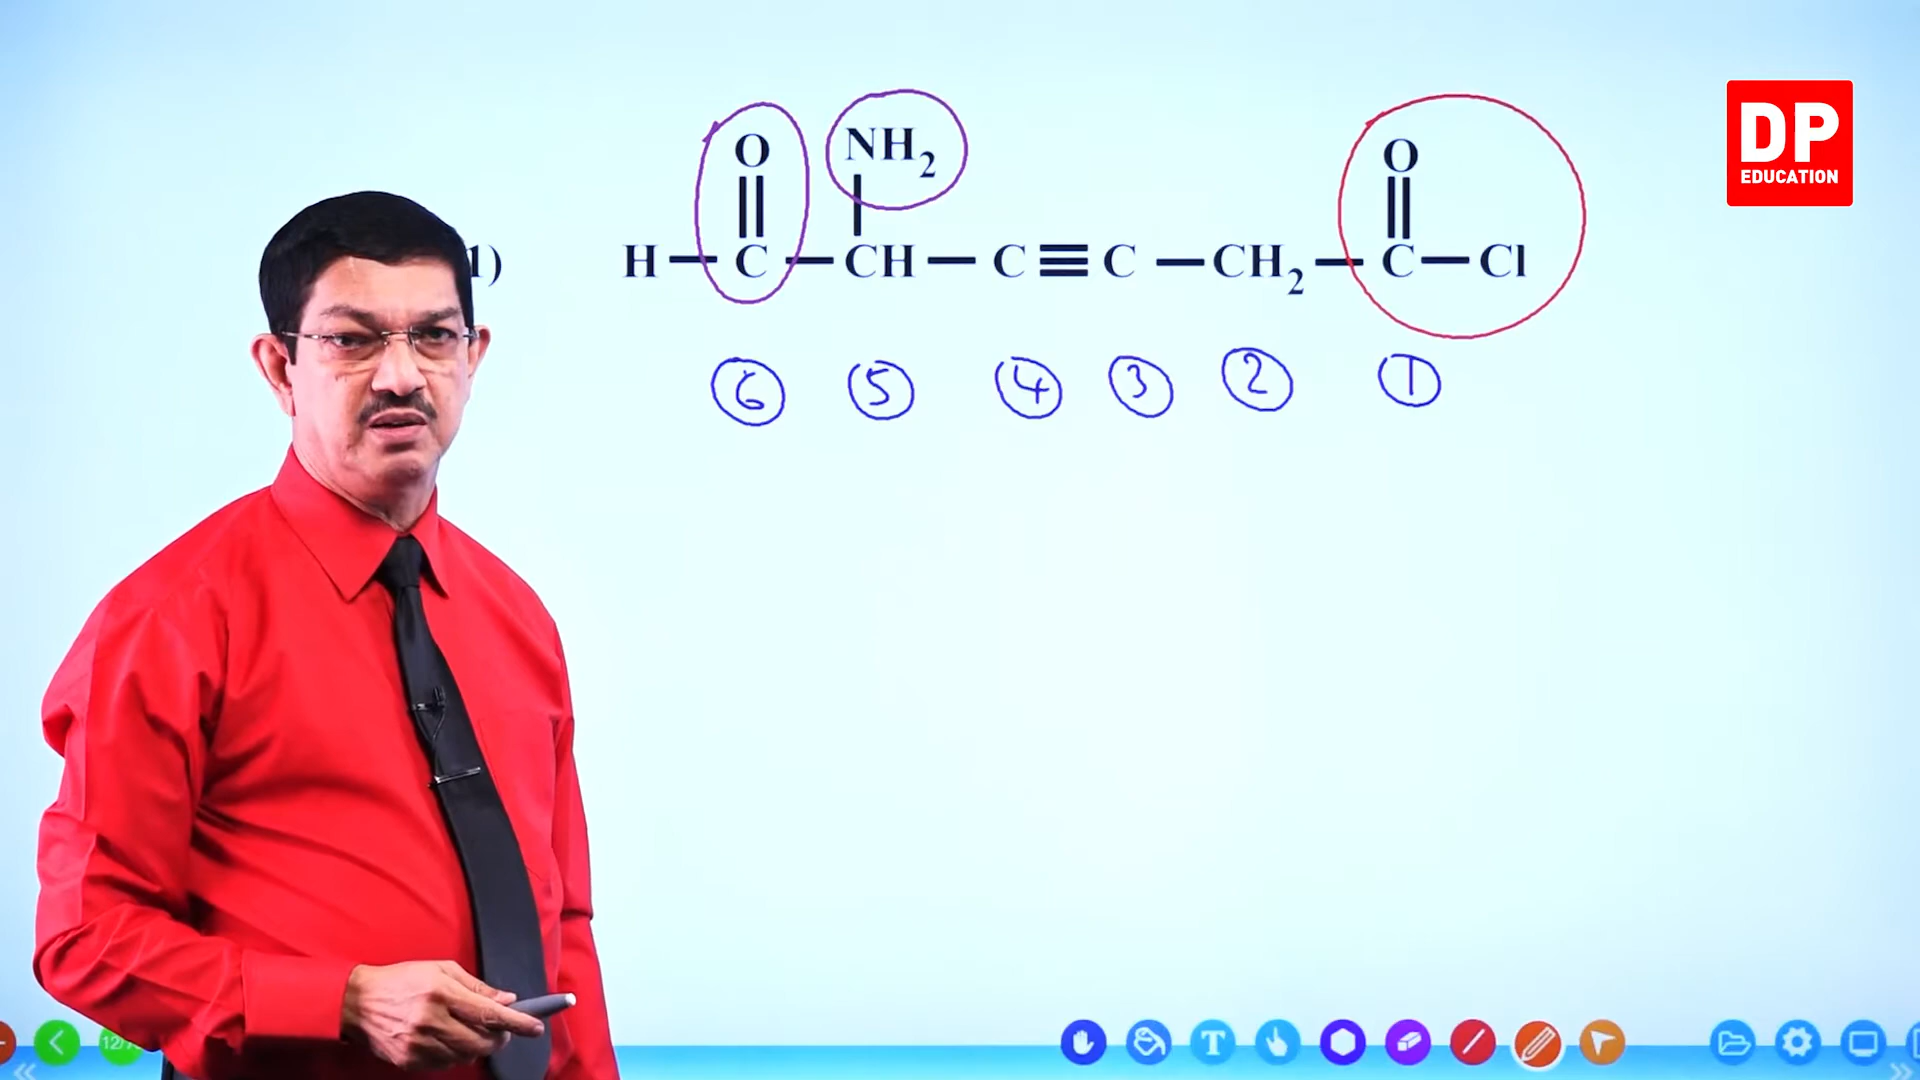 DP
EDUCATION
O NH₂ O
1) H–C–CH–C≡C–CH₂–C–Cl
6 5 4 3 2 1
T